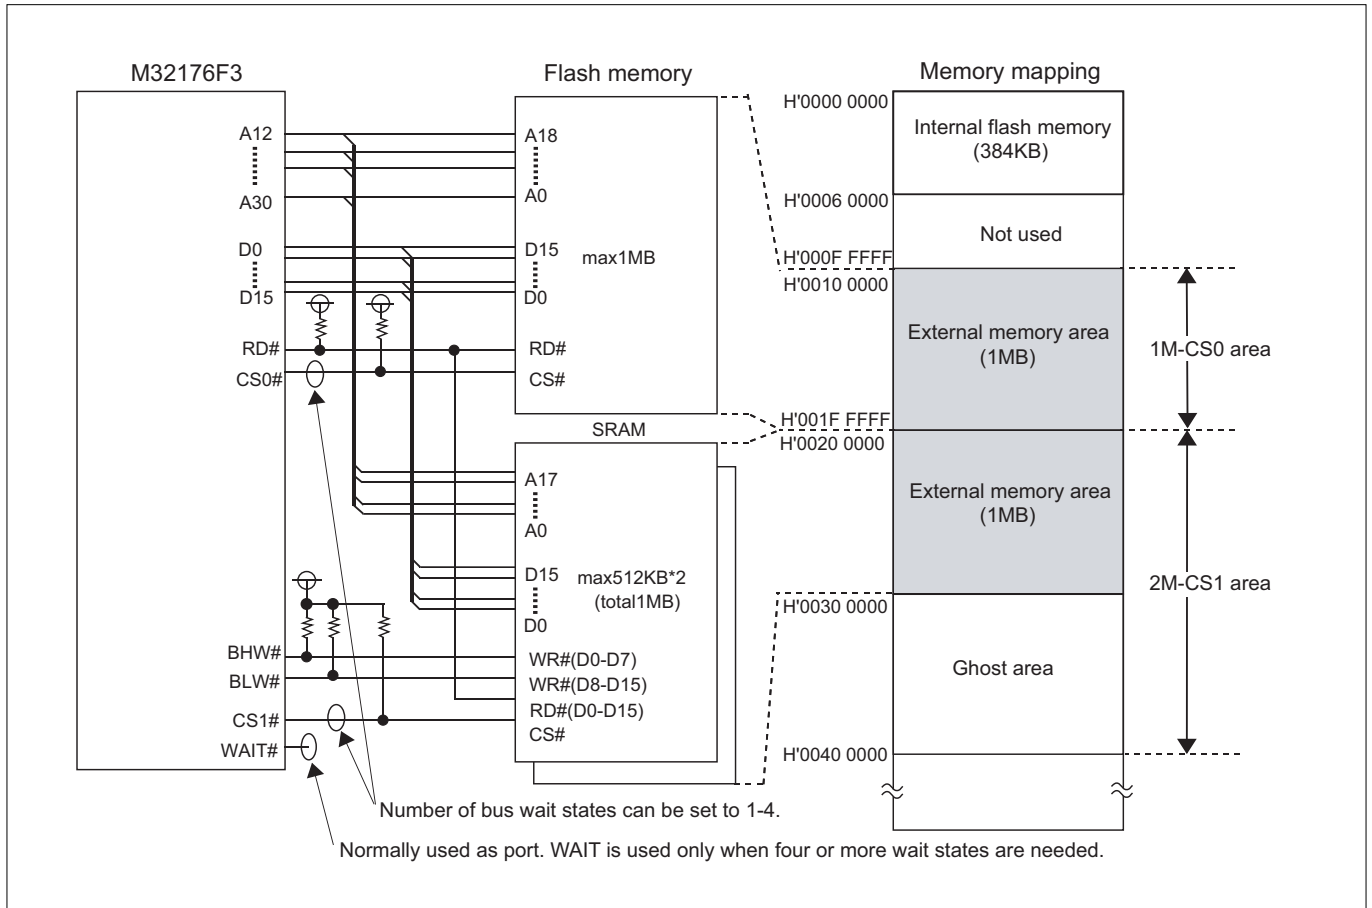 M32176F3
Flash memory
Memory mapping
A12
A30
D0
D15
RD#
CS0#
BHW#
BLW#
CS1#
WAIT#
A18
A0
D15
D0
max1MB
RD#
CS#
SRAM
A17
A0
D15
D0
max512KB*2
(total1MB)
WR#(D0-D7)
WR#(D8-D15)
RD#(D0-D15)
CS#
H'0000 0000
Internal flash memory
(384KB)
H'0006 0000
Not used
H'000F FFFF
H'0010 0000
External memory area
(1MB)
1M-CS0 area
H'001F FFFF
H'0020 0000
External memory area
(1MB)
2M-CS1 area
H'0030 0000
Ghost area
H'0040 0000
Number of bus wait states can be set to 1-4.
Normally used as port. WAIT is used only when four or more wait states are needed.